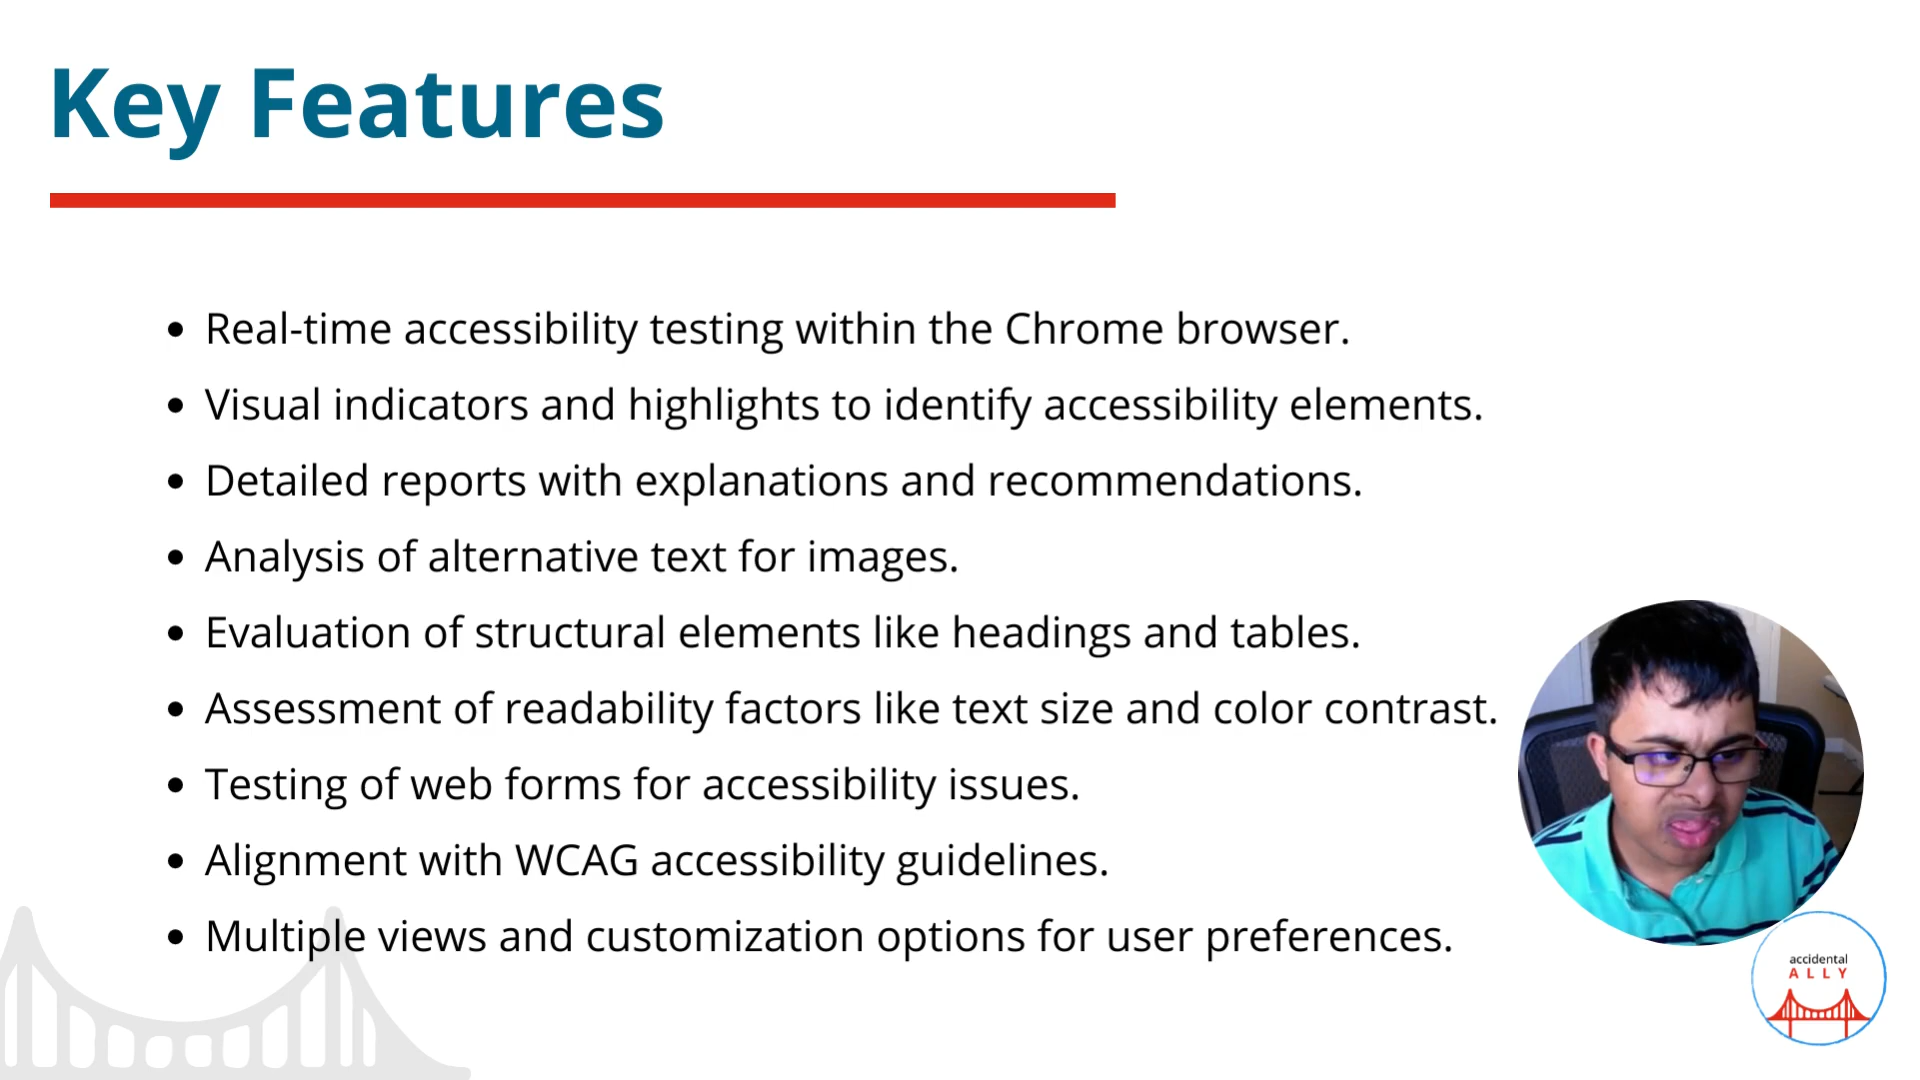 Key Features
Real-time accessibility testing within the Chrome browser.
Visual indicators and highlights to identify accessibility elements.
Detailed reports with explanations and recommendations.
Analysis of alternative text for images.
Evaluation of structural elements like headings and tables.
Assessment of readability factors like text size and color contrast.
Testing of web forms for accessibility issues.
Alignment with WCAG accessibility guidelines.
Multiple views and customization options for user preferences.
accidental
ALLY